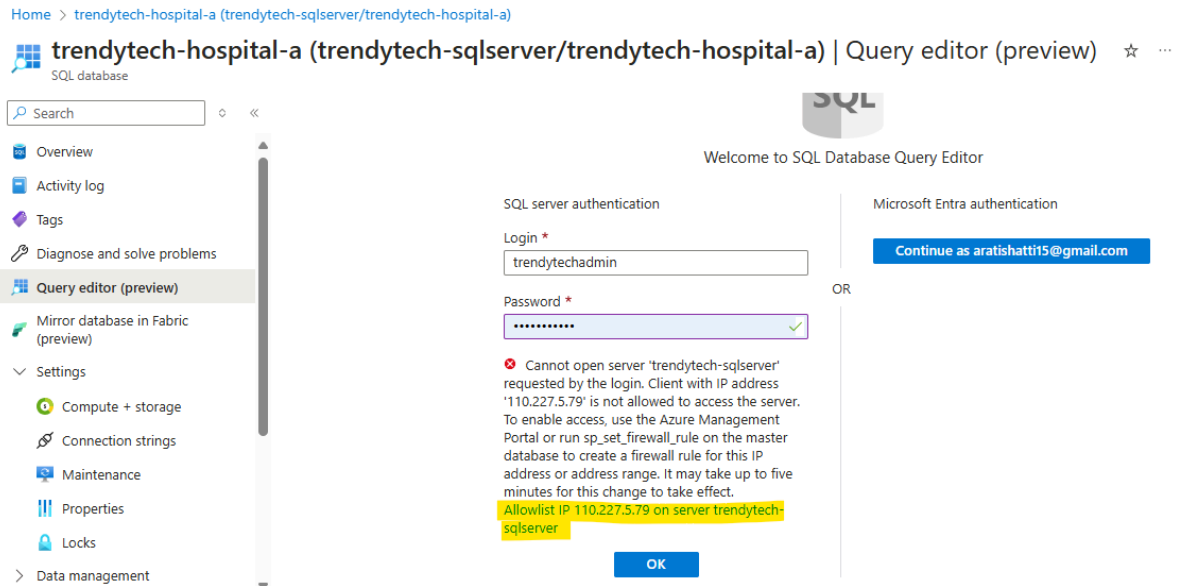 Home > trendytech-hospital-a (trendytech-sqlserver/trendytech-hospital-a)
trendytech-hospital-a (trendytech-sqlserver/trendytech-hospital-a) | Query editor (preview)
SQL database
Search
Overview
Activity log
Tags
Diagnose and solve problems
Query editor (preview)
Mirror database in Fabric
(preview)
Settings
Compute + storage
Connection strings
Maintenance
Properties
Locks
Data management
SQL
Welcome to SQL Database Query Editor
SQL server authentication
Login *
trendytechadmin
Password *
•••••••••••
Cannot open server 'trendytech-sqlserver'
requested by the login. Client with IP address
'110.227.5.79' is not allowed to access the server.
To enable access, use the Azure Management
Portal or run sp_set_firewall_rule on the master
database to create a firewall rule for this IP
address or address range. It may take up to five
minutes for this change to take effect.
Allowlist IP 110.227.5.79 on server trendytech-
sqlserver
OK
OR
Microsoft Entra authentication
Continue as aratishatti15@gmail.com